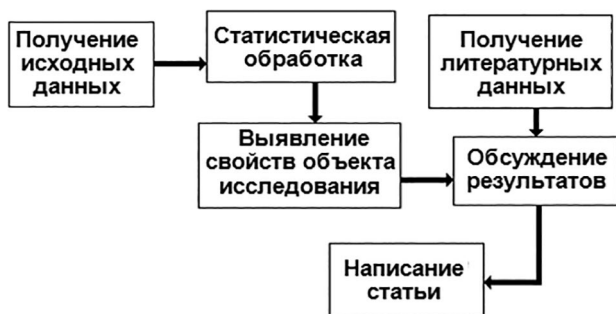 Получение
исходных
данных
Статистическая
обработка
Получение
литературных
данных
Выявление
свойств объекта
исследования
Обсуждение
результатов
Написание
статьи